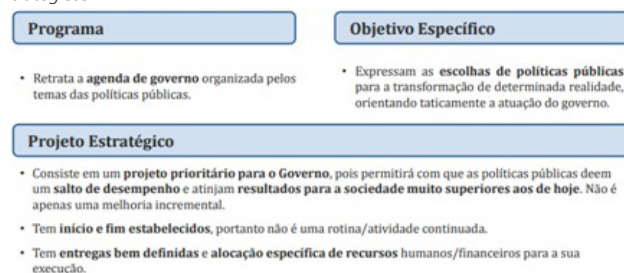 Programa
Objetivo Específico
• Retrata a agenda de governo organizada pelos
temas das políticas públicas.
• Expressam as escolhas de políticas públicas
para a transformação de determinada realidade,
orientando taticamente a atuação do governo.
Projeto Estratégico
• Consiste em um projeto prioritário para o Governo, pois permitirá com que as políticas públicas deem
um salto de desempenho e atinjam resultados para a sociedade muito superiores aos de hoje. Não é
apenas uma melhoria incremental.
• Tem início e fim estabelecidos, portanto não é uma rotina/atividade continuada.
• Tem entregas bem definidas e alocação específica de recursos humanos/financeiros para a sua
execução.